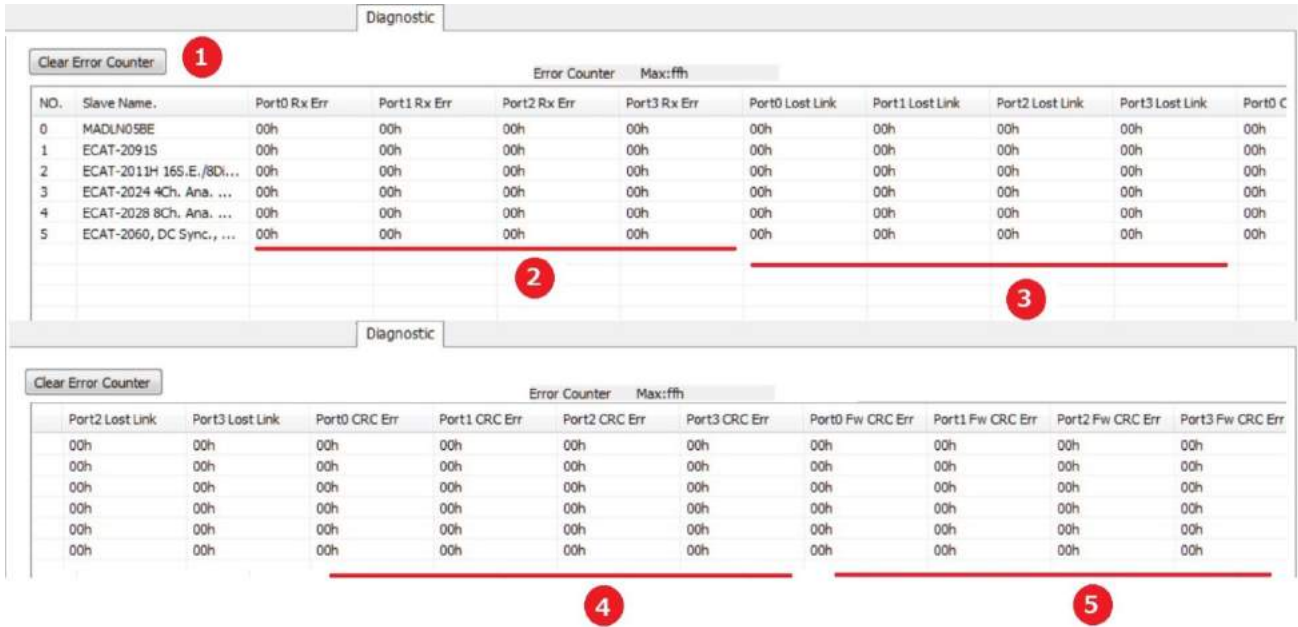 Diagnostic
Clear Error Counter 1
Error Counter Max:ffh
NO. Slave Name. Port0 Rx Err Port1 Rx Err Port2 Rx Err Port3 Rx Err Port0 Lost Link Port1 Lost Link Port2 Lost Link Port3 Lost Link Port0 C
0 MADLN05BE 00h 00h 00h 00h 00h 00h 00h 00h 00h
1 ECAT-2091S 00h 00h 00h 00h 00h 00h 00h 00h 00h
2 ECAT-2011H 16S.E./8Di... 00h 00h 00h 00h 00h 00h 00h 00h 00h
3 ECAT-2024 4Ch. Ana. ... 00h 00h 00h 00h 00h 00h 00h 00h 00h
4 ECAT-2028 8Ch. Ana. ... 00h 00h 00h 00h 00h 00h 00h 00h 00h
5 ECAT-2060, DC Sync., ... 00h 00h 00h 00h 00h 00h 00h 00h 00h
2
3
Diagnostic
Clear Error Counter
Error Counter Max:ffh
Port2 Lost Link Port3 Lost Link Port0 CRC Err Port1 CRC Err Port2 CRC Err Port3 CRC Err Port0 Fw CRC Err Port1 Fw CRC Err Port2 Fw CRC Err Port3 Fw CRC Err
00h 00h 00h 00h 00h 00h 00h 00h 00h 00h
00h 00h 00h 00h 00h 00h 00h 00h 00h 00h
00h 00h 00h 00h 00h 00h 00h 00h 00h 00h
00h 00h 00h 00h 00h 00h 00h 00h 00h 00h
00h 00h 00h 00h 00h 00h 00h 00h 00h 00h
00h 00h 00h 00h 00h 00h 00h 00h 00h 00h
4 5